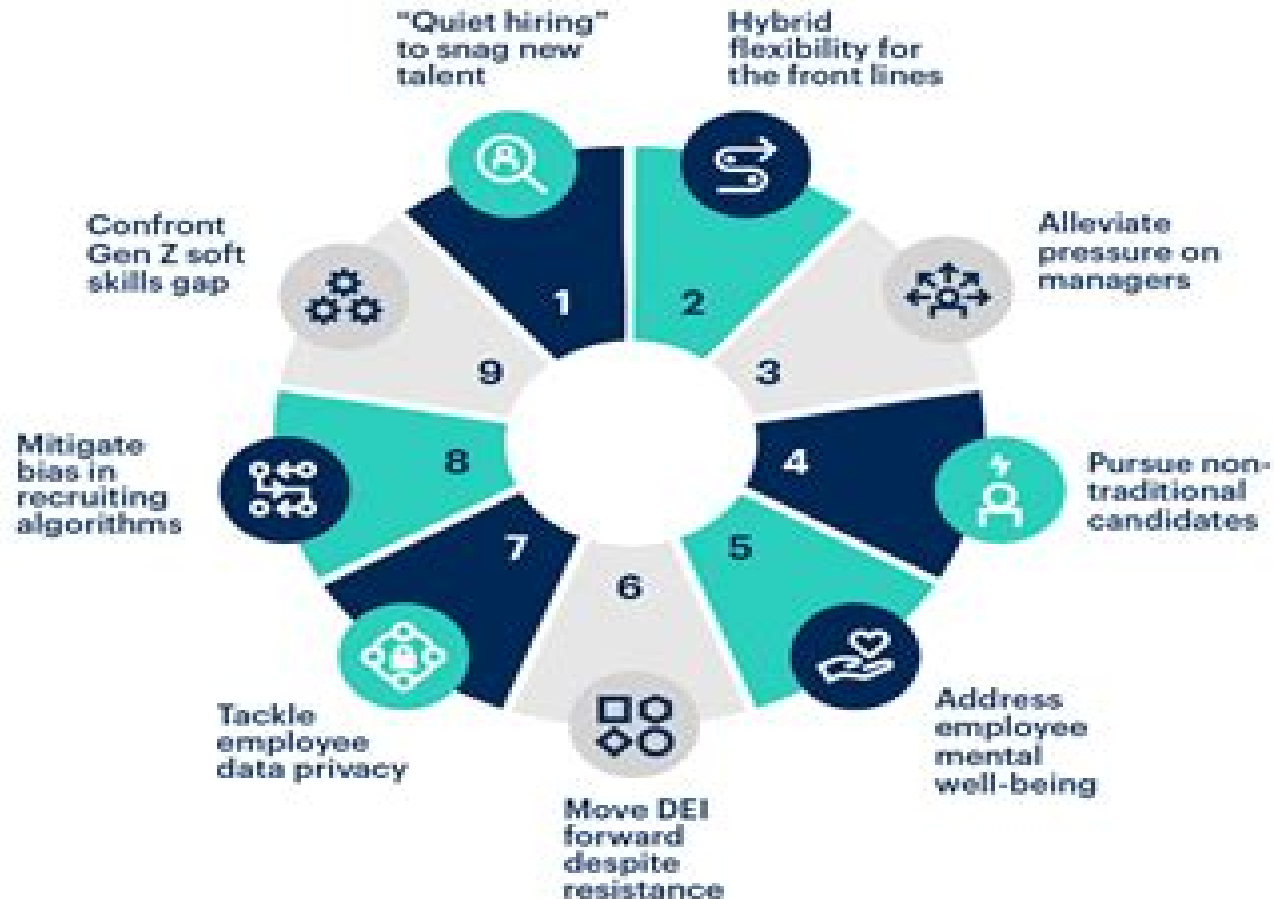 "Quiet hiring"
to snag new
talent
Hybrid
flexibility for
the front lines
Alleviate
pressure on
managers
Pursue non-
traditional
candidates
Address
employee
mental
well-being
Move DEI
forward
despite
resistance
Tackle
employee
data privacy
Mitigate
bias in
recruiting
algorithms
Confront
Gen Z soft
skills gap
1
2
3
4
5
6
7
8
9